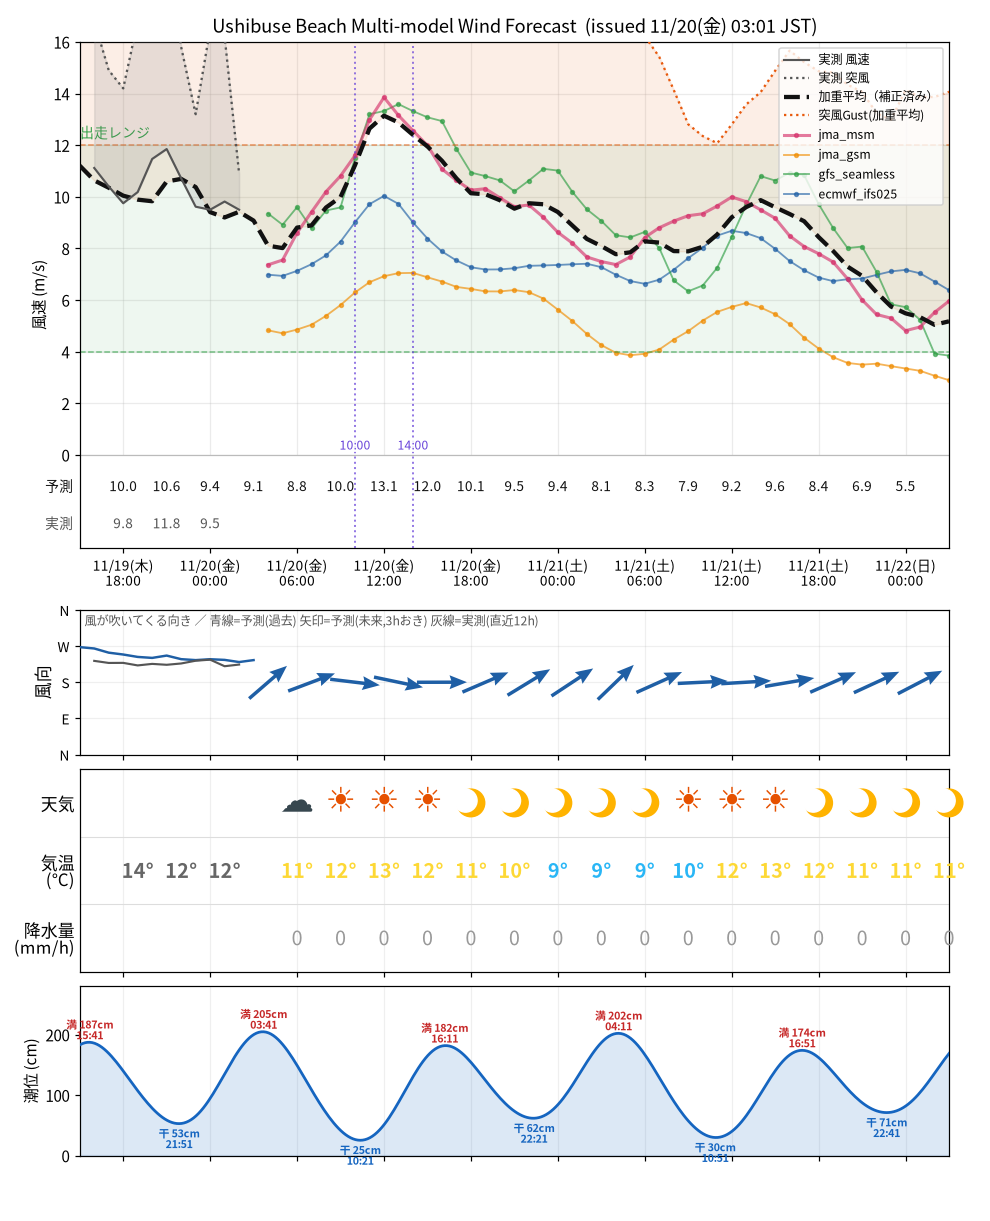 Ushibuse Beach Multi-model Wind Forecast (issued 11/20(金) 03:01 JST)
風速 (m/s)
16
14
12
10
8
6
4
2
0
出走レンジ
実測 風速
実測 突風
加重平均（補正済み）
突風Gust(加重平均)
jma_msm
jma_gsm
gfs_seamless
ecmwf_ifs025
10:00 14:00
予測 10.0 10.6 9.4 9.1 8.8 10.0 13.1 12.0 10.1 9.5 9.4 8.1 8.3 7.9 9.2 9.6 8.4 6.9 5.5
実測 9.8 11.8 9.5
11/19(木) 11/20(金) 11/20(金) 11/20(金) 11/20(金) 11/21(土) 11/21(土) 11/21(土) 11/21(土) 11/22(日)
18:00 00:00 06:00 12:00 18:00 00:00 06:00 12:00 18:00 00:00
風向
N
W
S
E
N
風が吹いてくる向き ／ 青線=予測(過去) 矢印=予測(未来,3hおき) 灰線=実測(直近12h)
天気
気温
(°C)
14° 12° 12° 11° 12° 13° 12° 11° 10° 9° 9° 9° 10° 12° 13° 12° 11° 11° 11°
降水量
(mm/h)
0 0 0 0 0 0 0 0 0 0 0 0 0 0 0 0
潮位 (cm)
200
100
0
満 187cm
15:41
干 53cm
21:51
満 205cm
03:41
干 25cm
10:21
満 182cm
16:11
干 62cm
22:21
満 202cm
04:11
干 30cm
10:51
満 174cm
16:51
干 71cm
22:41